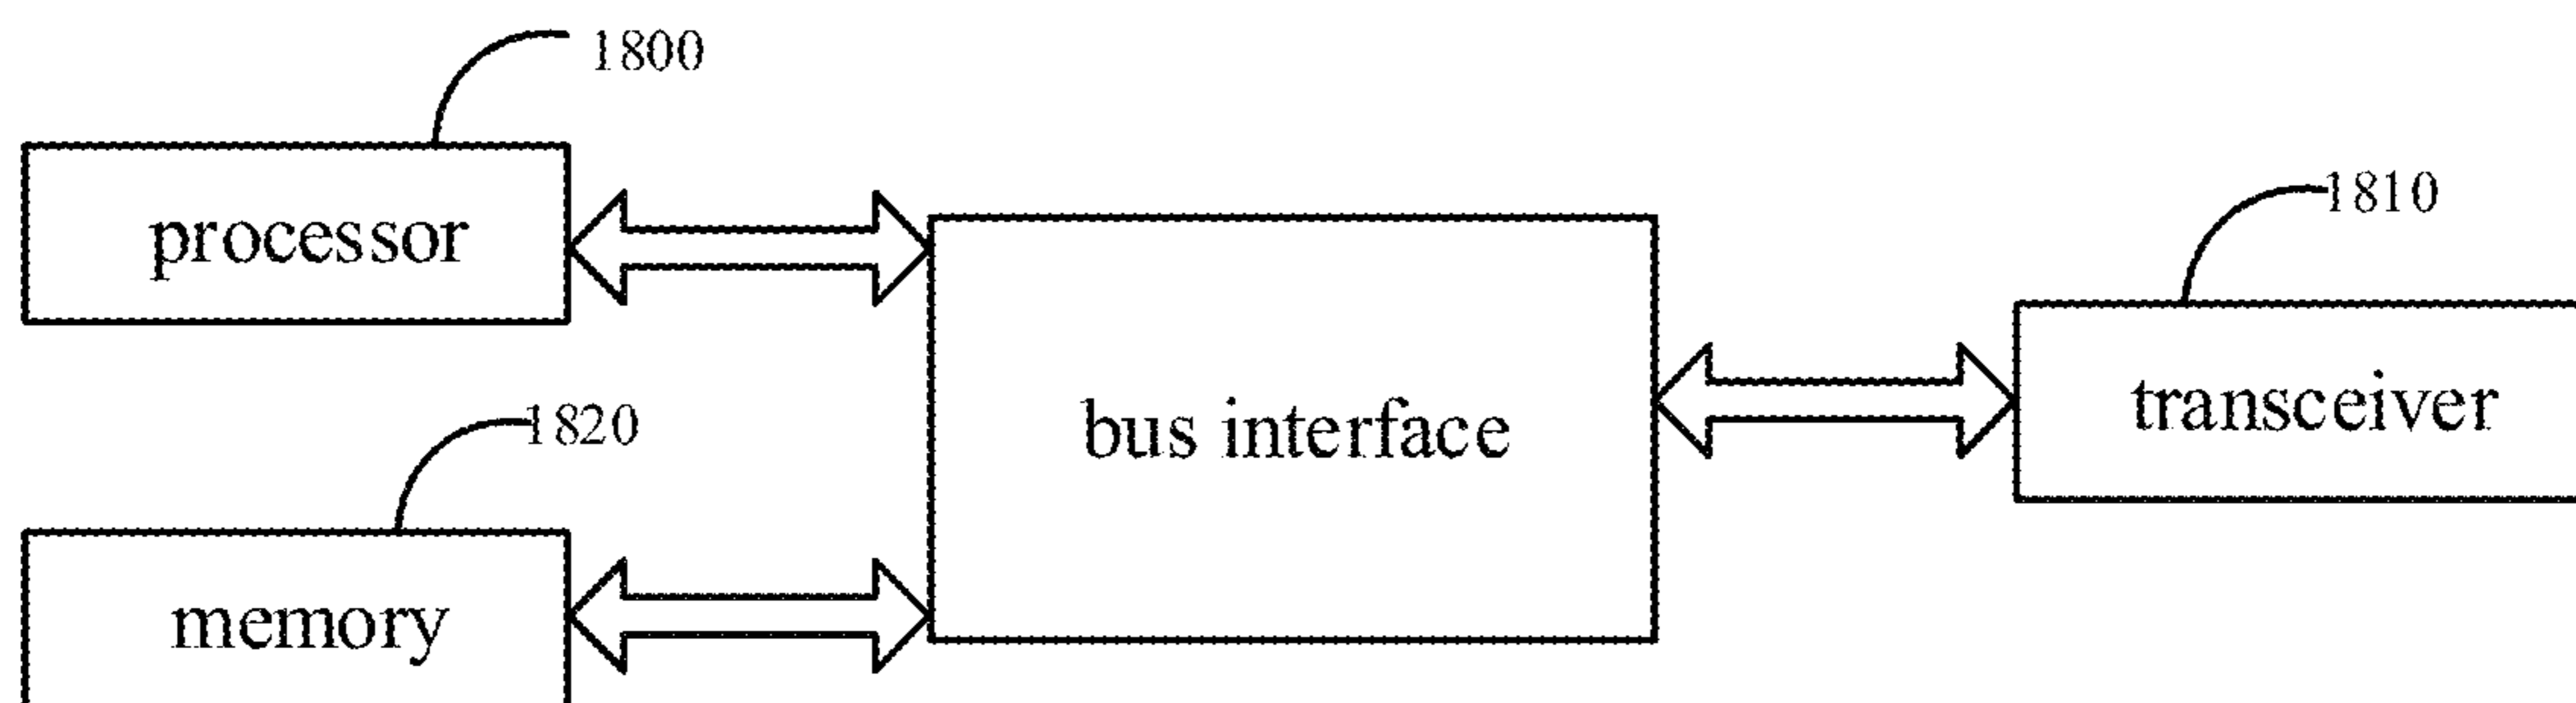 1800
processor
1810
bus interface
transceiver
1820
memory